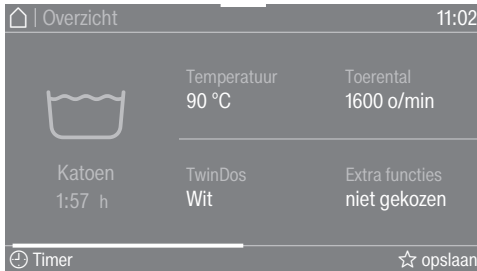 Overzicht 11:02
Temperatuur Toerental
90 °C 1600 o/min
Katoen TwinDos Extra functies
1:57 h Wit niet gekozen
Timer opslaan